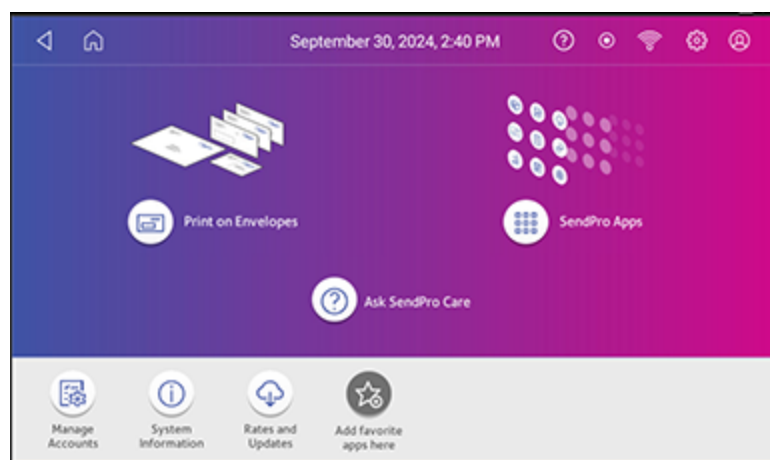 September 30, 2024, 2:40 PM
Print on Envelopes
SendPro Apps
Ask SendPro Care
Manage
Accounts
System
Information
Rates and
Updates
Add favorite
apps here